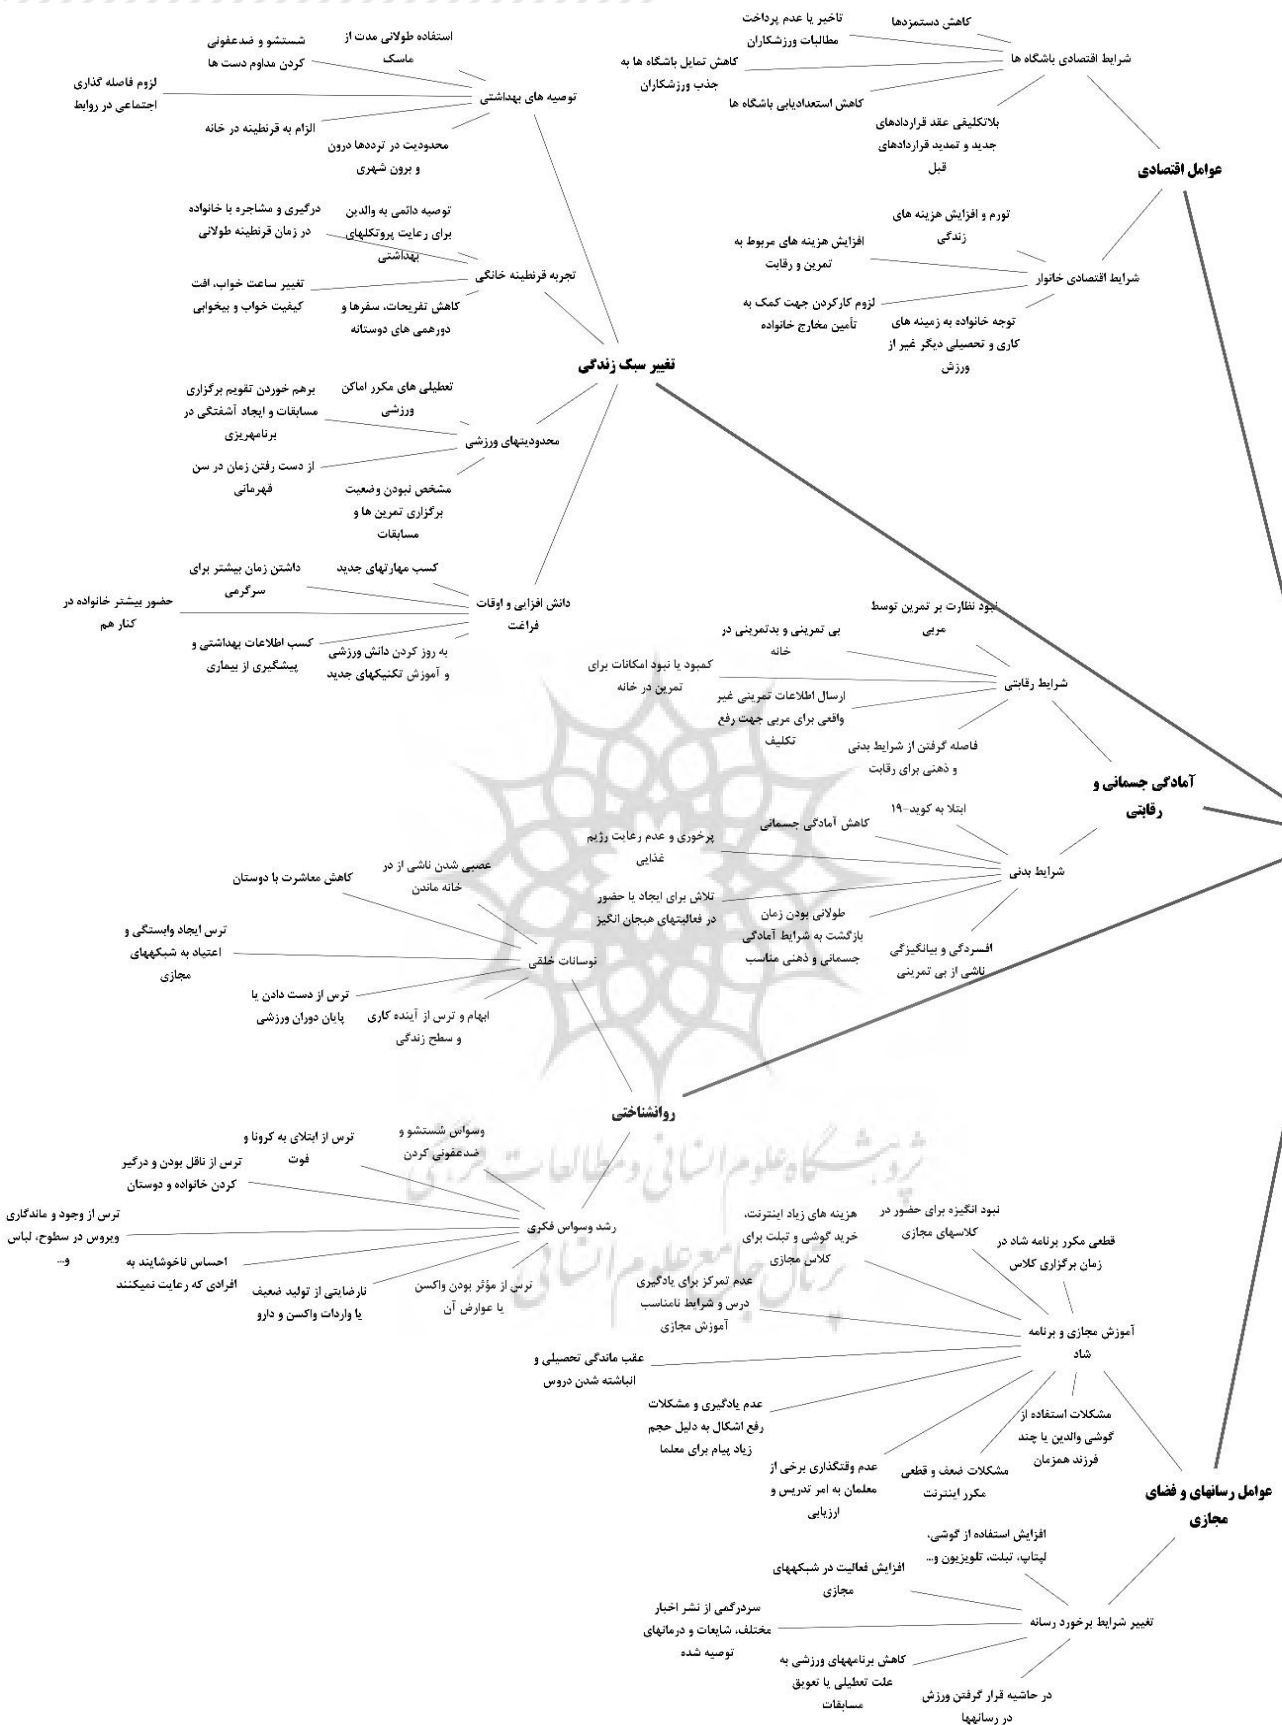 عوامل اقتصادی
شرایط اقتصادی باشگاه ها
کاهش دستمزدها
تاخیر یا عدم پرداخت
مطالبات ورزشکاران
کاهش تمایل باشگاه ها به
جذب ورزشکاران
کاهش استعدادیابی باشگاه ها
بلاتکلیفی عقد قراردادهای
جدید و تمدید قراردادهای
قبل
شرایط اقتصادی خانوار
تورم و افزایش هزینه های
زندگی
افزایش هزینه های مربوط به
تمرین و رقابت
لزوم کارکردن جهت کمک به
تأمین مخارج خانواده
توجه خانواده به زمینه های
کاری و تحصیلی دیگر غیر از
ورزش
تغییر سبک زندگی
توصیه های بهداشتی
استفاده طولانی مدت از
ماسک
شستشو و ضدعفونی
کردن مداوم دست ها
لزوم فاصله گذاری
اجتماعی در روابط
الزام به قرنطینه در خانه
محدودیت در ترددها درون
و برون شهری
تجربه قرنطینه خانگی
توصیه دائمی به والدین
برای رعایت پروتکلهای
بهداشتی
درگیری و مشاجره با خانواده
در زمان قرنطینه طولانی
تغییر ساعت خواب، افت
کیفیت خواب و بیخوابی
کاهش تفریحات، سفرها و
دورهمی های دوستانه
محدودیتهای ورزشی
تعطیلی های مکرر اماکن
ورزشی
برهم خوردن تقویم برگزاری
مسابقات و ایجاد آشفتگی در
برنامهریزی
از دست رفتن زمان در سن
قهرمانی
مشخص نبودن وضعیت
برگزاری تمرین ها و
مسابقات
دانش افزایی و اوقات
فراغت
کسب مهارتهای جدید
داشتن زمان بیشتر برای
سرگرمی
حضور بیشتر خانواده در
کنار هم
کسب اطلاعات بهداشتی و
پیشگیری از بیماری
به روز کردن دانش ورزشی
و آموزش تکنیکهای جدید
آمادگی جسمانی و
رقابتی
شرایط رقابتی
نبود نظارت بر تمرین توسط
مربی
بی تمرینی و بدتمرینی در
خانه
کمبود یا نبود امکانات برای
تمرین در خانه
ارسال اطلاعات تمرینی غیر
واقعی برای مربی جهت رفع
تکلیف
فاصله گرفتن از شرایط بدنی
و ذهنی برای رقابت
شرایط بدنی
ابتلا به کوید-۱۹
کاهش آمادگی جسمانی
پرخوری و عدم رعایت رژیم
غذایی
تلاش برای ایجاد یا حضور
در فعالیتهای هیجان انگیز
طولانی بودن زمان
بازگشت به شرایط آمادگی
جسمانی و ذهنی مناسب
افسردگی و بیانگیزگی
ناشی از بی تمرینی
روانشناختی
نوسانات خلقی
عصبی شدن ناشی از در
خانه ماندن
کاهش معاشرت با دوستان
ترس ایجاد وابستگی و
اعتیاد به شبکههای
مجازی
ترس از دست دادن یا
پایان دوران ورزشی
ابهام و ترس از آینده کاری
و سطح زندگی
رشد وسواس فکری
وسواس شستشو و
ضدعفونی کردن
ترس از ابتلای به کرونا و
فوت
ترس از ناقل بودن و درگیر
کردن خانواده و دوستان
ترس از وجود و ماندگاری
ویروس در سطوح، لباس
و...
احساس ناخوشایند به
افرادی که رعایت نمیکنند
نارضایتی از تولید ضعیف
یا واردات واکسن و دارو
ترس از مؤثر بودن واکسن
یا عوارض آن
پژوهشگاه علوم انسانی و مطالعات فرهنگی
پرتال جامع علوم انسانی
عوامل رسانهای و فضای
مجازی
آموزش مجازی و برنامه
شاد
قطعی مکرر برنامه شاد در
زمان برگزاری کلاس
نبود انگیزه برای حضور در
کلاسهای مجازی
هزینه های زیاد اینترنت،
خرید گوشی و تبلت برای
کلاس مجازی
عدم تمرکز برای یادگیری
درس و شرایط نامناسب
آموزش مجازی
عقب ماندگی تحصیلی و
انباشته شدن دروس
عدم یادگیری و مشکلات
رفع اشکال به دلیل حجم
زیاد پیام برای معلما
عدم وقتگذاری برخی از
معلمان به امر تدریس و
ارزیابی
مشکلات ضعف و قطعی
مکرر اینترنت
مشکلات استفاده از
گوشی والدین یا چند
فرزند همزمان
تغییر شرایط برخورد رسانه
افزایش استفاده از گوشی،
لپتاپ، تبلت، تلویزیون و...
افزایش فعالیت در شبکههای
مجازی
سردرگمی از نشر اخبار
مختلف، شایعات و درمانهای
توصیه شده
کاهش برنامههای ورزشی به
علت تعطیلی یا تعویق
مسابقات
در حاشیه قرار گرفتن ورزش
در رسانهها